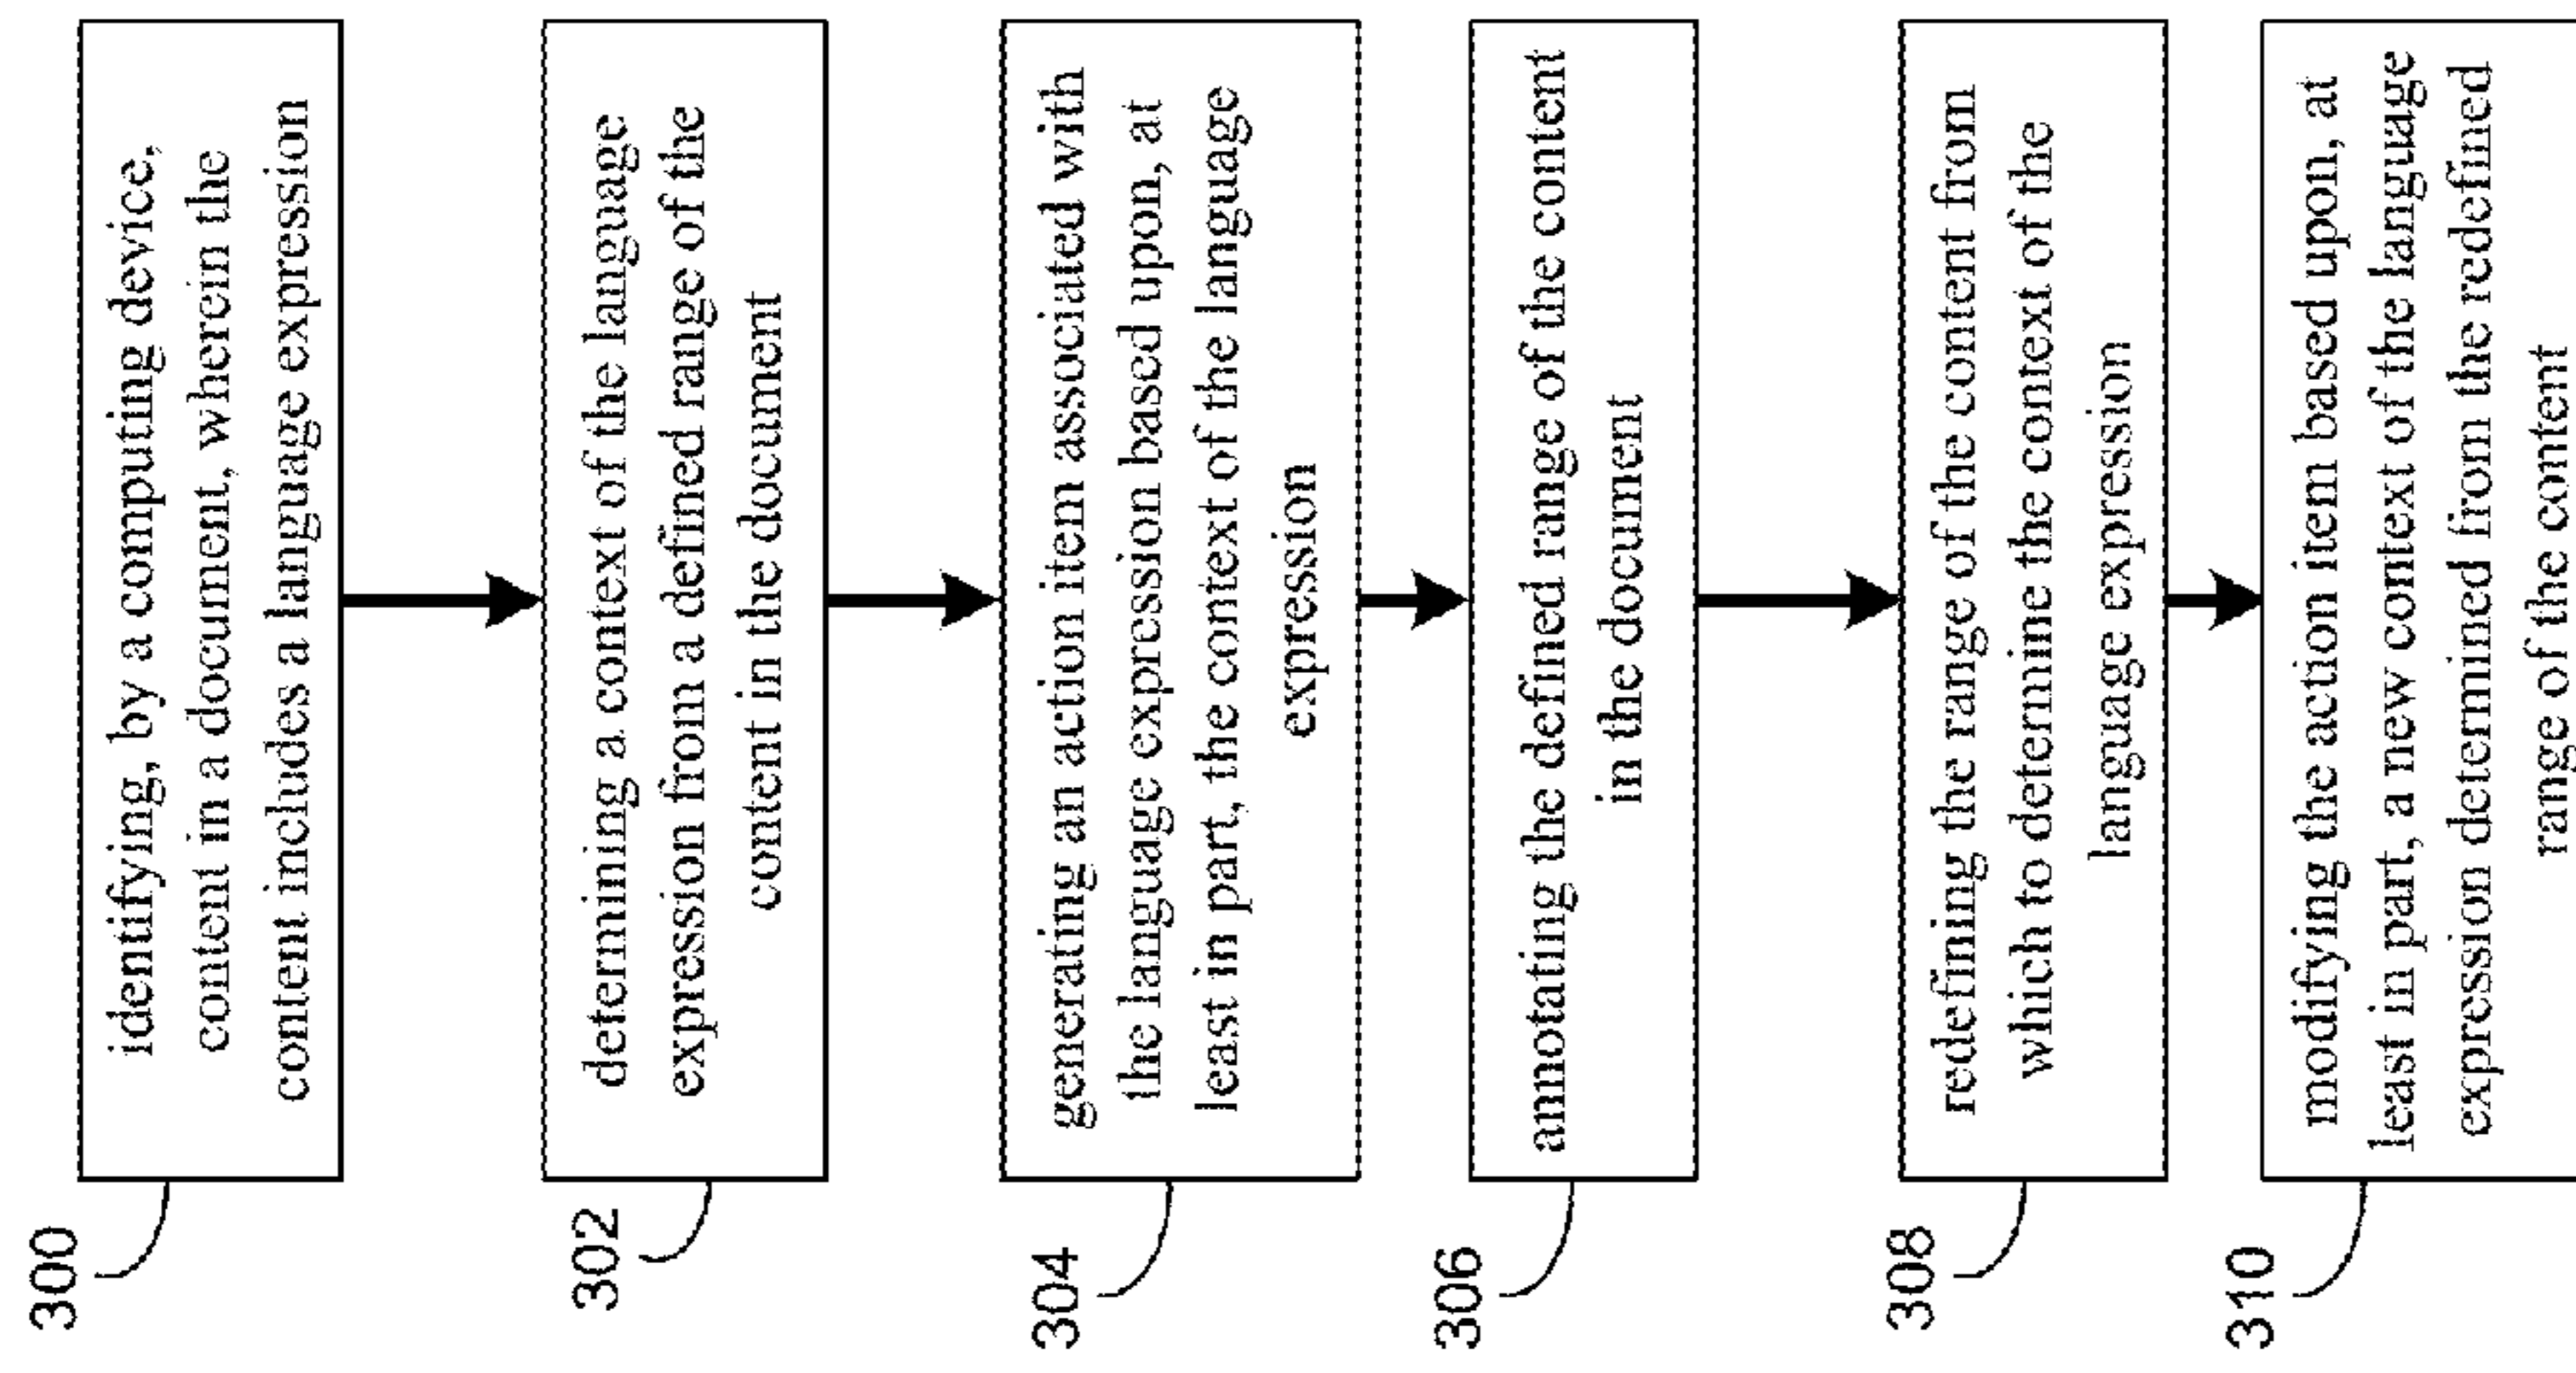 300
identifying, by a computing device,
content in a document, wherein the
content includes a language expression
302
determining a context of the language
expression from a defined range of the
content in the document
304
generating an action item associated with
the language expression based upon, at
least in part, the context of the language
expression
306
annotating the defined range of the content
in the document
308
redefining the range of the content from
which to determine the context of the
language expression
310
modifying the action item based upon, at
least in part, a new context of the language
expression determined from the redefined
range of the content